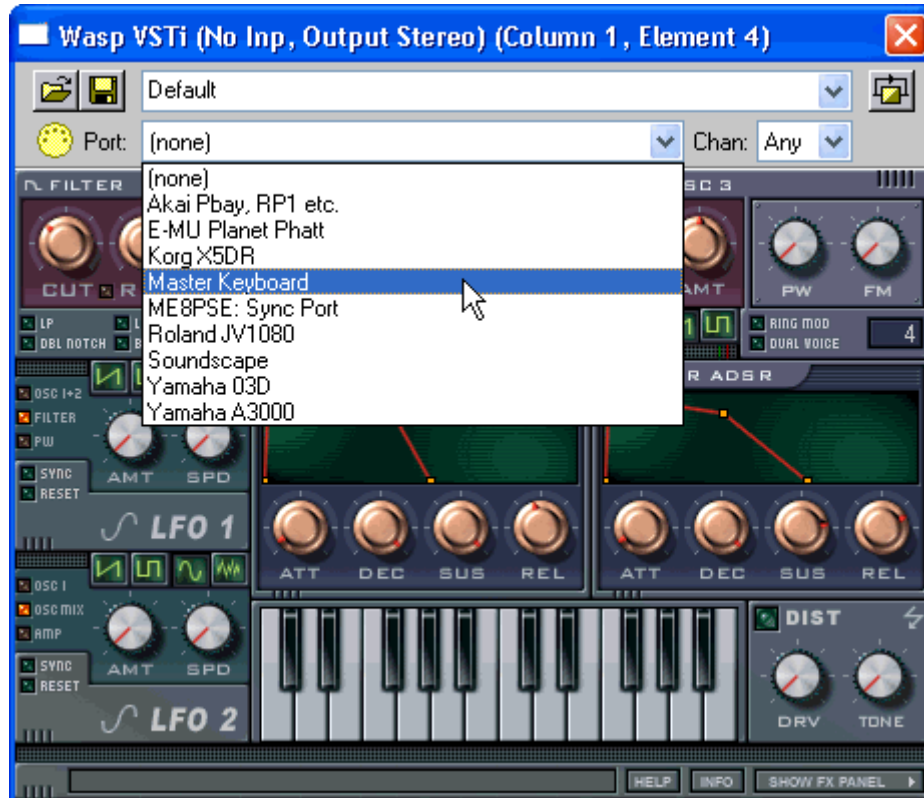 Wasp VSTi (No Inp, Output Stereo) (Column 1, Element 4)
Default
Port: (none) Chan: Any
(none)
Akai Pbay, RP1 etc.
E-MU Planet Phatt
Korg X5DR
Master Keyboard
ME8PSE: Sync Port
Roland JV1080
Soundscape
Yamaha 03D
Yamaha A3000
FILTER
SC 3
CUT R
AMT
PW FM
LP L
DBL NOTCH B
RING MOD
DUAL VOICE
4
OSC 1+2
FILTER
PW
SYNC
RESET
AMT SPD
LFO 1
R ADSR
ATT DEC SUS REL
ATT DEC SUS REL
OSC 1
OSC MIX
AMP
SYNC
RESET
AMT SPD
LFO 2
DIST
DRV TONE
HELP INFO SHOW FX PANEL